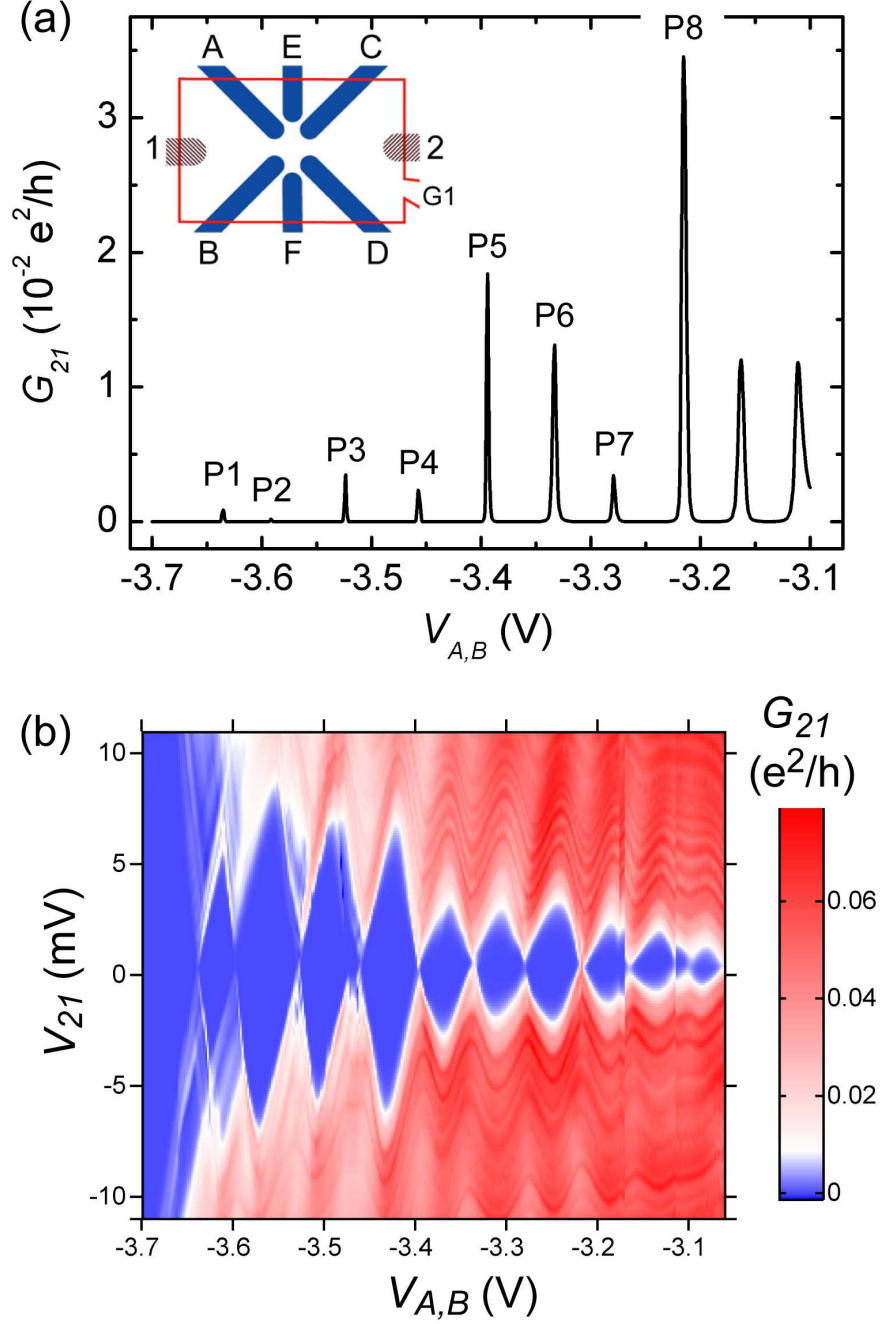 (a)
A E C
1 2
G1
B F D
P1 P2 P3 P4 P5 P6 P7 P8
3
2
1
0
G21 (10-2 e2/h)
-3.7 -3.6 -3.5 -3.4 -3.3 -3.2 -3.1
VA,B (V)
(b)
G21
(e2/h)
10
5
0
-5
-10
V21 (mV)
0.06
0.04
0.02
0
-3.7 -3.6 -3.5 -3.4 -3.3 -3.2 -3.1
VA,B (V)